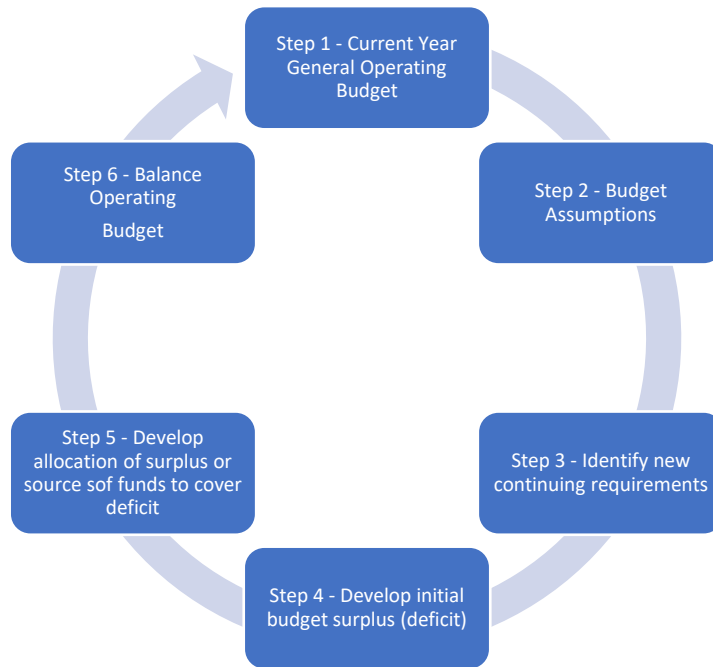 Step 1 - Current Year
General Operating
Budget
Step 2 - Budget
Assumptions
Step 3 - Identify new
continuing requirements
Step 4 - Develop initial
budget surplus (deficit)
Step 5 - Develop
allocation of surplus or
source sof funds to cover
deficit
Step 6 - Balance
Operating
Budget